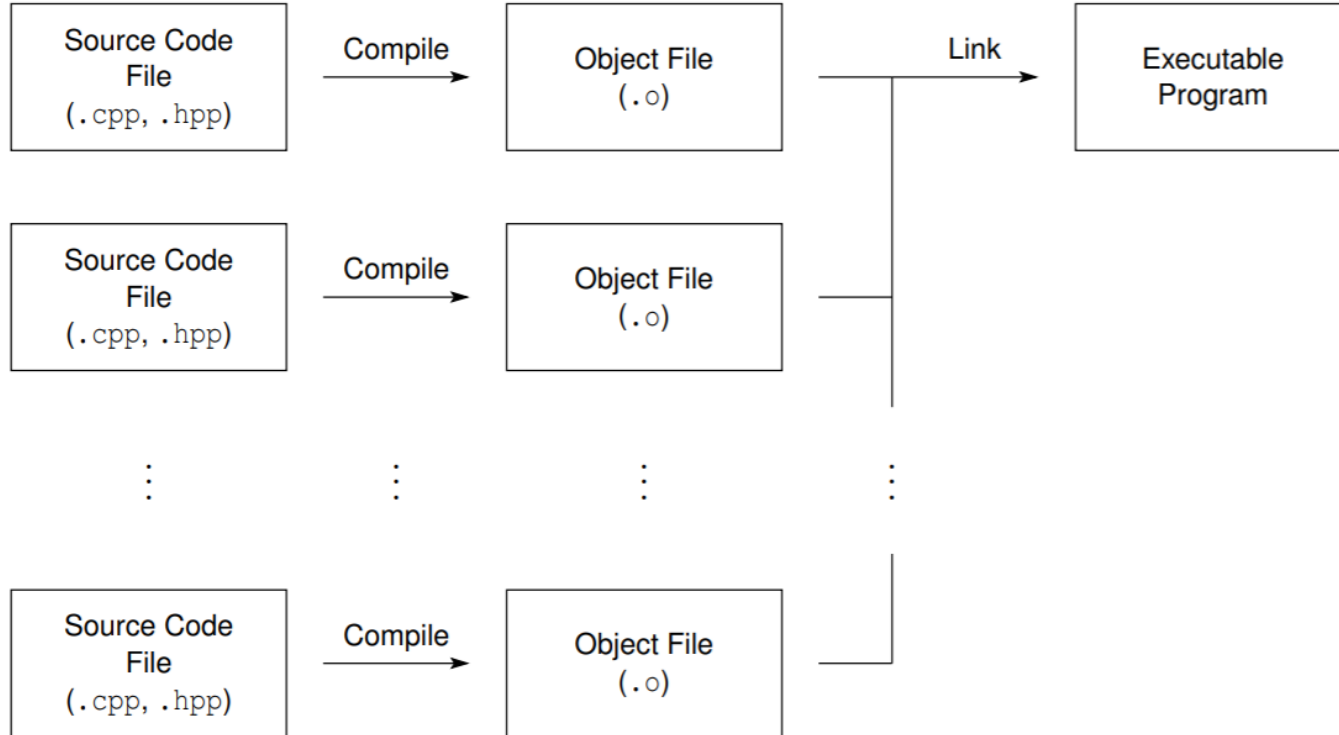 Source Code
File
(.cpp, .hpp)
Compile
Object File
(.o)
Link
Executable
Program
Source Code
File
(.cpp, .hpp)
Compile
Object File
(.o)
Source Code
File
(.cpp, .hpp)
Compile
Object File
(.o)